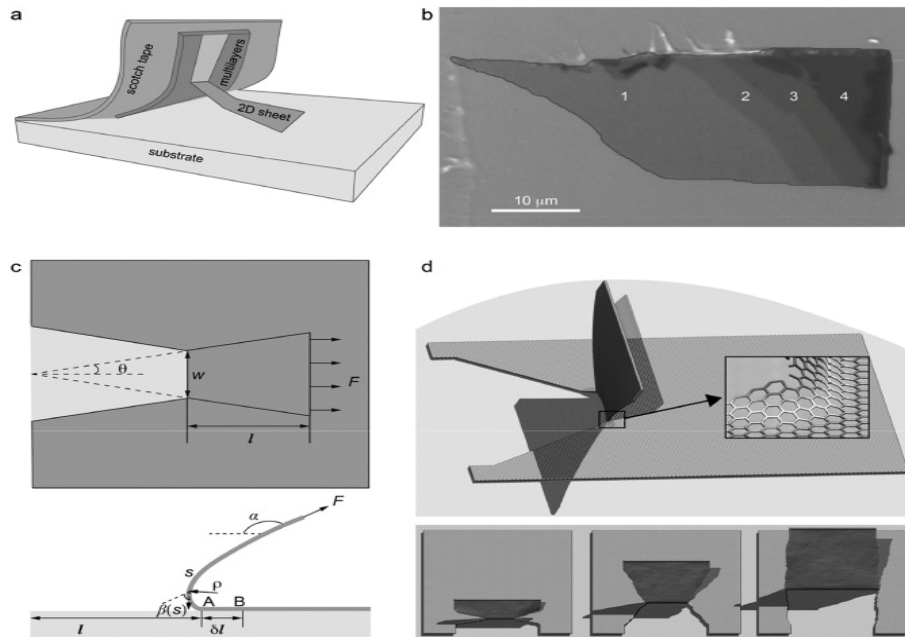 a
scotch tape
multilayers
2D sheet
substrate
b
1
2
3
4
10 μm
c
θ
w
F
l
F
α
s
ρ
β(s)
A
B
l
δl
d